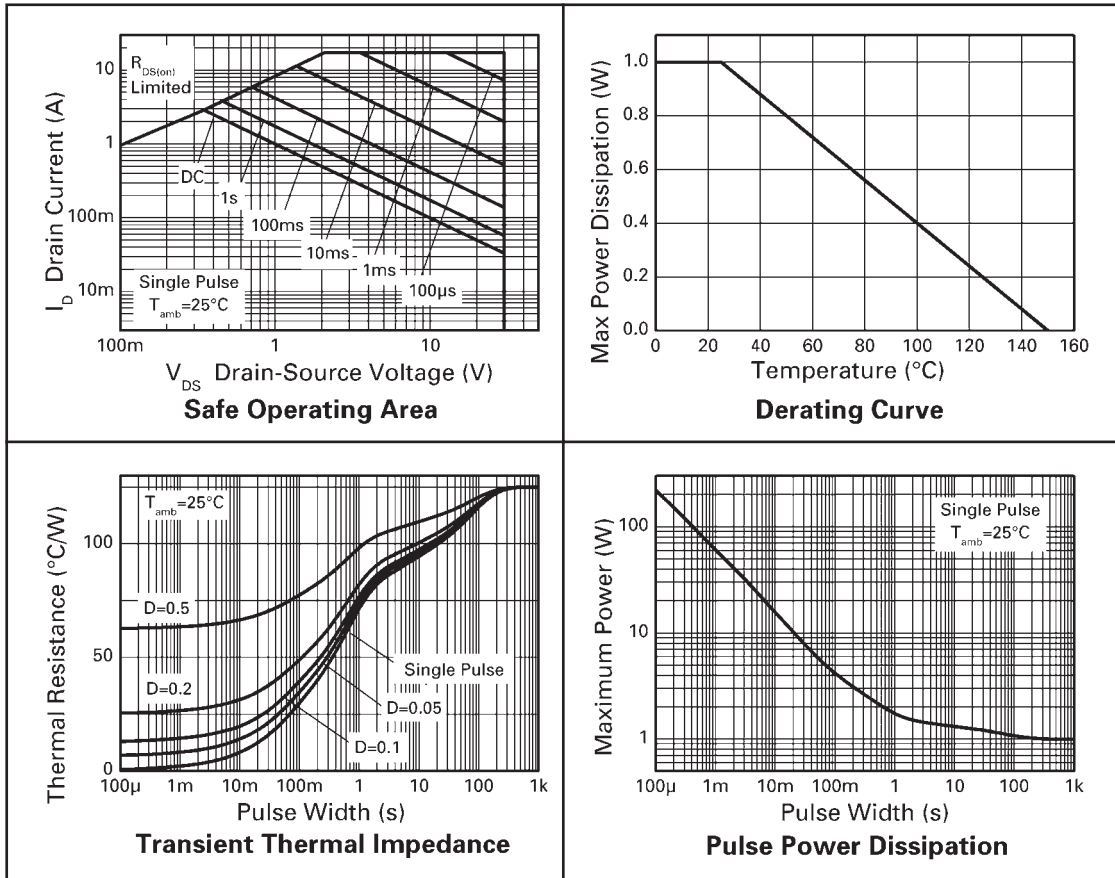 R_DS(on)
Limited
10
1
100m
10m
I_D Drain Current (A)
DC
1s
100ms
10ms
1ms
100µs
Single Pulse
T_amb=25°C
100m 1 10
V_DS Drain-Source Voltage (V)
Safe Operating Area
Max Power Dissipation (W)
1.0
0.8
0.6
0.4
0.2
0.0
0 20 40 60 80 100 120 140 160
Temperature (°C)
Derating Curve
Thermal Resistance (°C/W)
T_amb=25°C
100
50
0
D=0.5
D=0.2
Single Pulse
D=0.05
D=0.1
100µ 1m 10m 100m 1 10 100 1k
Pulse Width (s)
Transient Thermal Impedance
Maximum Power (W)
Single Pulse
T_amb=25°C
100
10
1
100µ 1m 10m 100m 1 10 100 1k
Pulse Width (s)
Pulse Power Dissipation